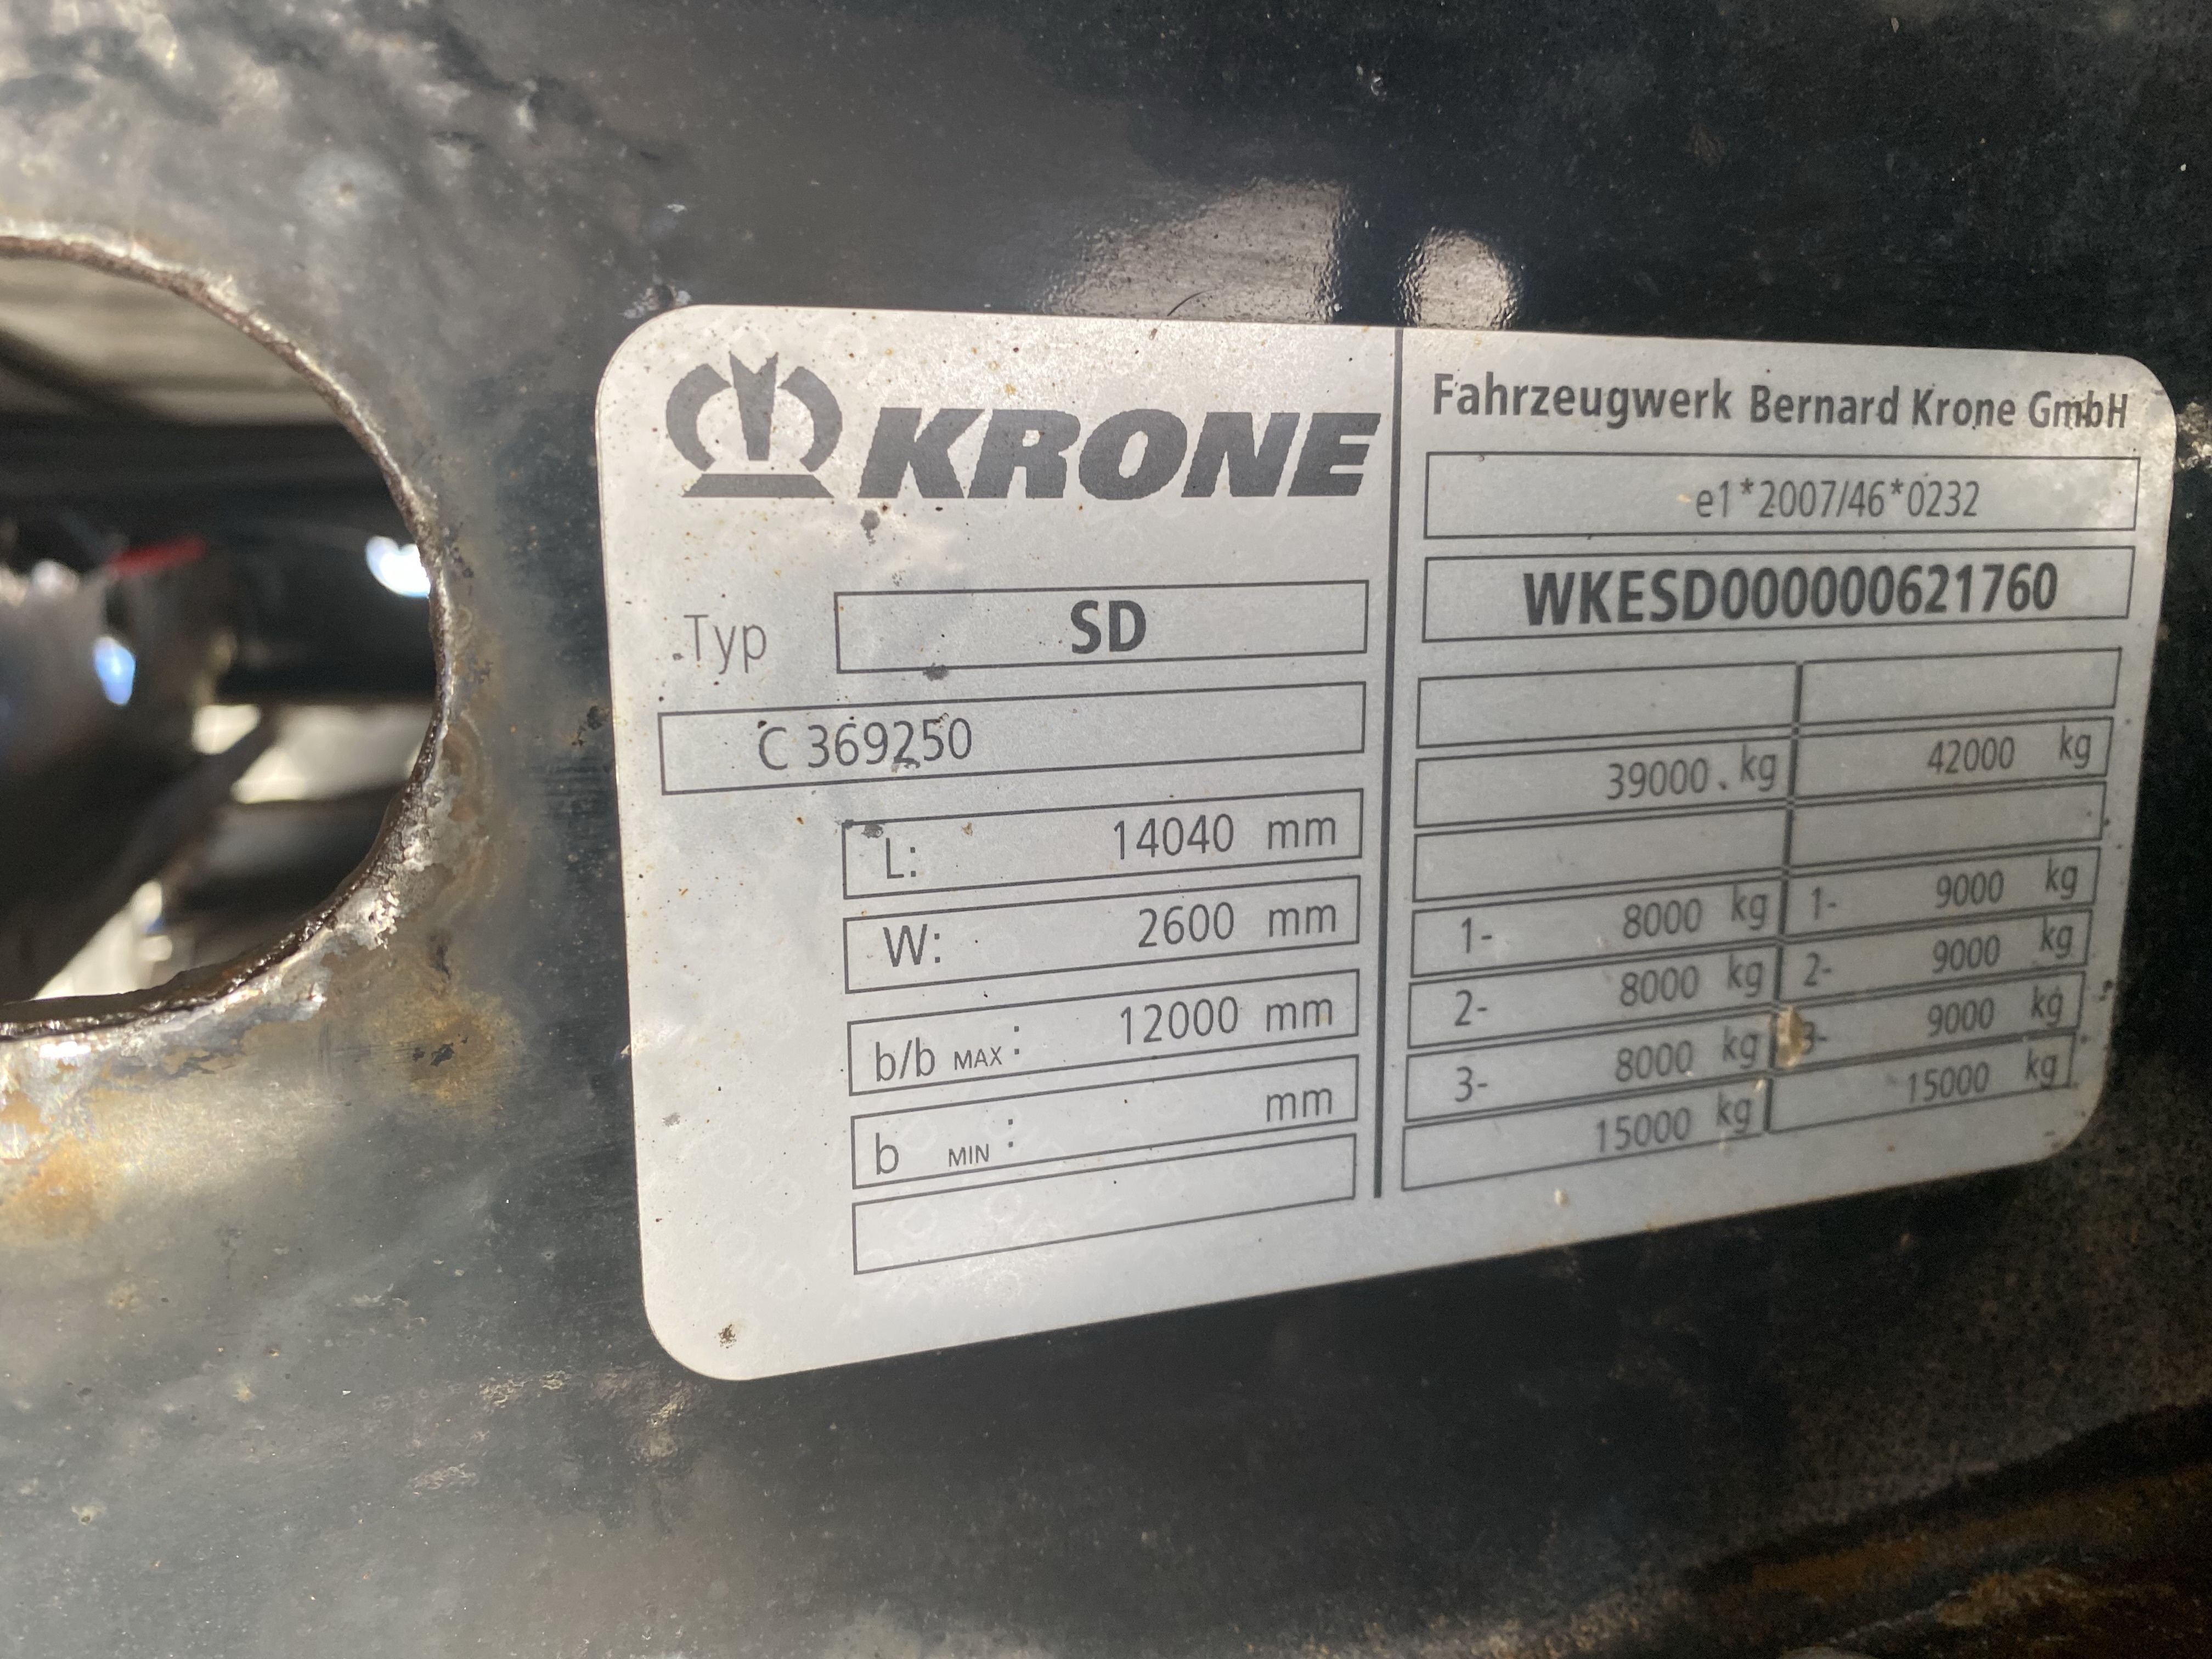 KRONE
Typ SD
C 369250
L: 14040 mm
W: 2600 mm
b/b MAX : 12000 mm
b MIN : mm
Fahrzeugwerk Bernard Krone GmbH
e1*2007/46*0232
WKESD000000621760
39000 kg 42000 kg
1- 8000 kg 1- 9000 kg
2- 8000 kg 2- 9000 kg
3- 8000 kg 3- 9000 kg
15000 kg 15000 kg